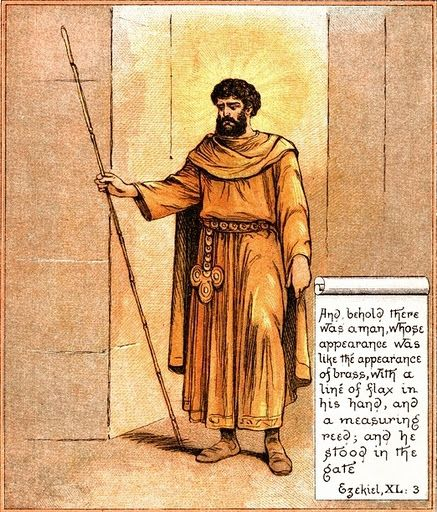 And, behold there
was a man, whose
appearance was
like the appearance
of brass, with a
line of flax in
his hand, and
a measuring
reed; and he
stood in the
gate
Ezekiel, XL: 3